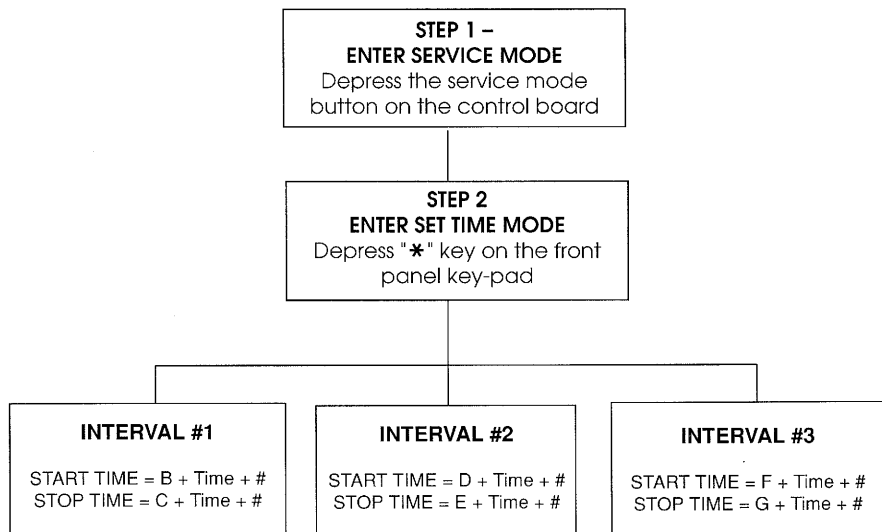 STEP 1 –
ENTER SERVICE MODE
Depress the service mode
button on the control board
STEP 2
ENTER SET TIME MODE
Depress "*" key on the front
panel key-pad
INTERVAL #1
START TIME = B + Time + #
STOP TIME = C + Time + #
INTERVAL #2
START TIME = D + Time + #
STOP TIME = E + Time + #
INTERVAL #3
START TIME = F + Time + #
STOP TIME = G + Time + #